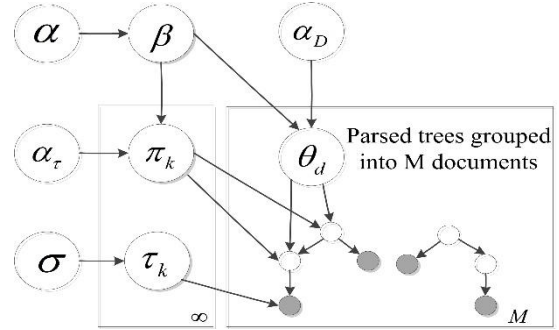 α β α_D
α_τ π_k θ_d Parsed trees grouped
into M documents
σ τ_k
∞ M